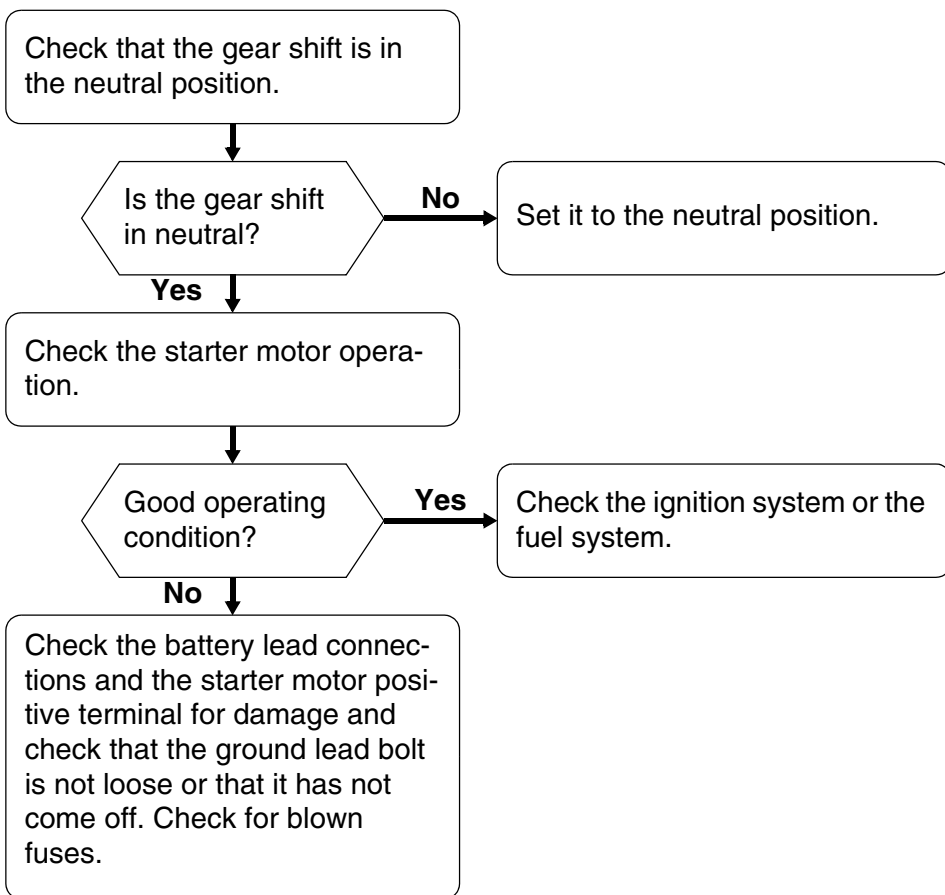 Check that the gear shift is in
the neutral position.
Is the gear shift
in neutral?
No
Set it to the neutral position.
Yes
Check the starter motor opera-
tion.
Good operating
condition?
Yes
Check the ignition system or the
fuel system.
No
Check the battery lead connec-
tions and the starter motor posi-
tive terminal for damage and
check that the ground lead bolt
is not loose or that it has not
come off. Check for blown
fuses.